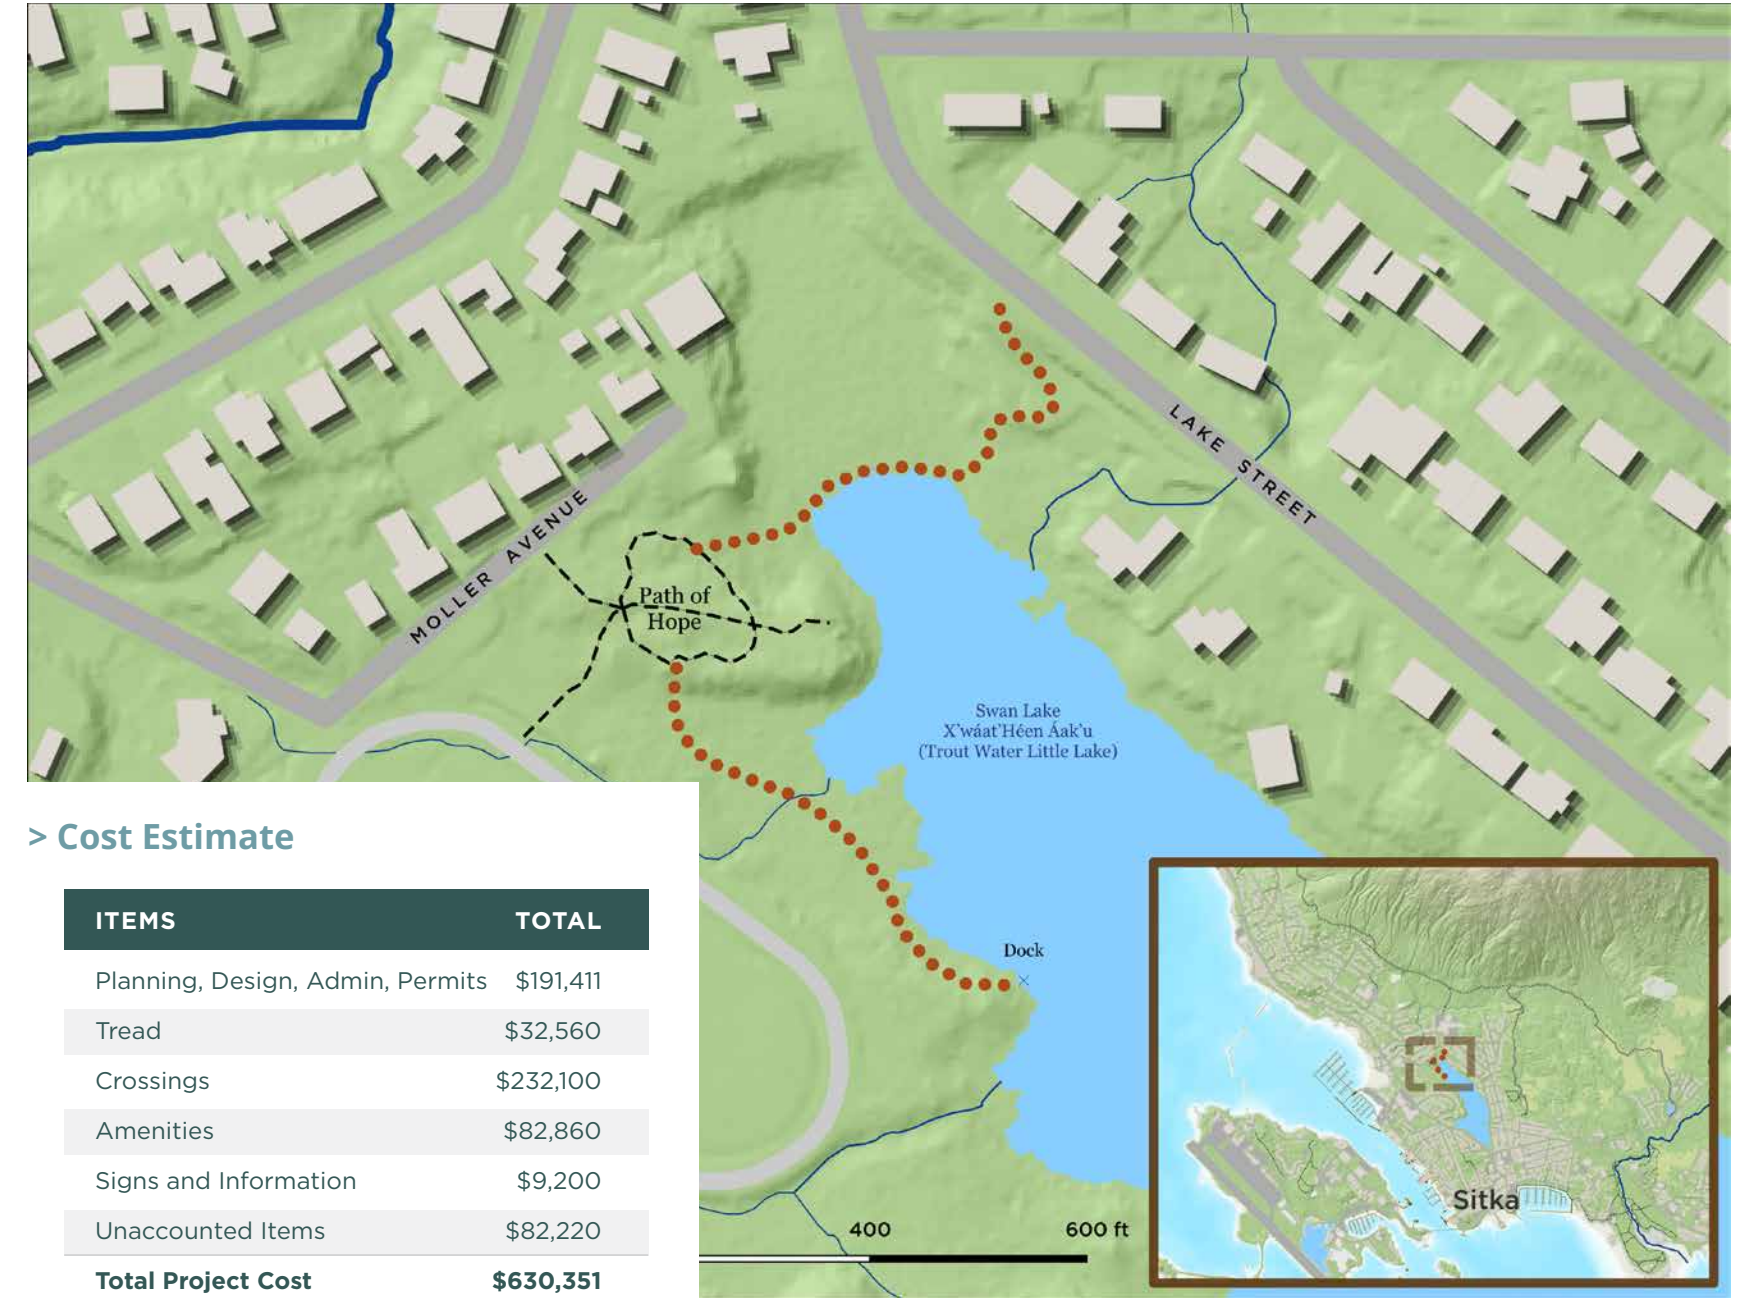 LAKE STREET
MOLLER AVENUE
Path of
Hope
Swan Lake
X'wáat'Héen Áak'u
(Trout Water Little Lake)
Dock
400 600 ft
Sitka
> Cost Estimate
ITEMS TOTAL
Planning, Design, Admin, Permits $191,411
Tread $32,560
Crossings $232,100
Amenities $82,860
Signs and Information $9,200
Unaccounted Items $82,220
Total Project Cost $630,351